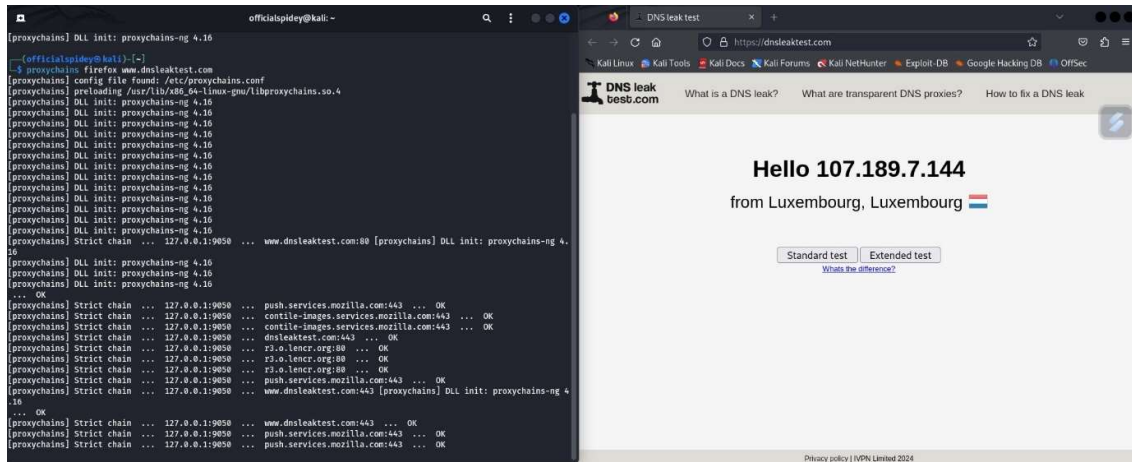 officialspidey@kali: ~
[proxychains] DLL init: proxychains-ng 4.16
(officialspidey㉿kali)-[~]
$ proxychains firefox www.dnsleaktest.com
[proxychains] config file found: /etc/proxychains.conf
[proxychains] preloading /usr/lib/x86_64-linux-gnu/libproxychains.so.4
[proxychains] DLL init: proxychains-ng 4.16
[proxychains] DLL init: proxychains-ng 4.16
[proxychains] DLL init: proxychains-ng 4.16
[proxychains] DLL init: proxychains-ng 4.16
[proxychains] DLL init: proxychains-ng 4.16
[proxychains] DLL init: proxychains-ng 4.16
[proxychains] DLL init: proxychains-ng 4.16
[proxychains] DLL init: proxychains-ng 4.16
[proxychains] DLL init: proxychains-ng 4.16
[proxychains] DLL init: proxychains-ng 4.16
[proxychains] DLL init: proxychains-ng 4.16
[proxychains] DLL init: proxychains-ng 4.16
[proxychains] Strict chain ... 127.0.0.1:9050 ... www.dnsleaktest.com:80 [proxychains] DLL init: proxychains-ng 4.
16
[proxychains] DLL init: proxychains-ng 4.16
[proxychains] DLL init: proxychains-ng 4.16
[proxychains] DLL init: proxychains-ng 4.16
... OK
[proxychains] Strict chain ... 127.0.0.1:9050 ... push.services.mozilla.com:443 ... OK
[proxychains] Strict chain ... 127.0.0.1:9050 ... contile-images.services.mozilla.com:443 ... OK
[proxychains] Strict chain ... 127.0.0.1:9050 ... contile-images.services.mozilla.com:443 ... OK
[proxychains] Strict chain ... 127.0.0.1:9050 ... dnsleaktest.com:443 ... OK
[proxychains] Strict chain ... 127.0.0.1:9050 ... r3.o.lencr.org:80 ... OK
[proxychains] Strict chain ... 127.0.0.1:9050 ... r3.o.lencr.org:80 ... OK
[proxychains] Strict chain ... 127.0.0.1:9050 ... r3.o.lencr.org:80 ... OK
[proxychains] Strict chain ... 127.0.0.1:9050 ... push.services.mozilla.com:443 ... OK
[proxychains] Strict chain ... 127.0.0.1:9050 ... www.dnsleaktest.com:443 [proxychains] DLL init: proxychains-ng 4
.16
... OK
[proxychains] Strict chain ... 127.0.0.1:9050 ... www.dnsleaktest.com:443 ... OK
[proxychains] Strict chain ... 127.0.0.1:9050 ... push.services.mozilla.com:443 ... OK
[proxychains] Strict chain ... 127.0.0.1:9050 ... push.services.mozilla.com:443 ... OK
DNS leak test
https://dnsleaktest.com
Kali Linux Kali Tools Kali Docs Kali Forums Kali NetHunter Exploit-DB Google Hacking DB OffSec
DNS leak
test.com
What is a DNS leak? What are transparent DNS proxies? How to fix a DNS leak
Hello 107.189.7.144
from Luxembourg, Luxembourg
Standard test Extended test
Whats the difference?
Privacy policy | IVPN Limited 2024